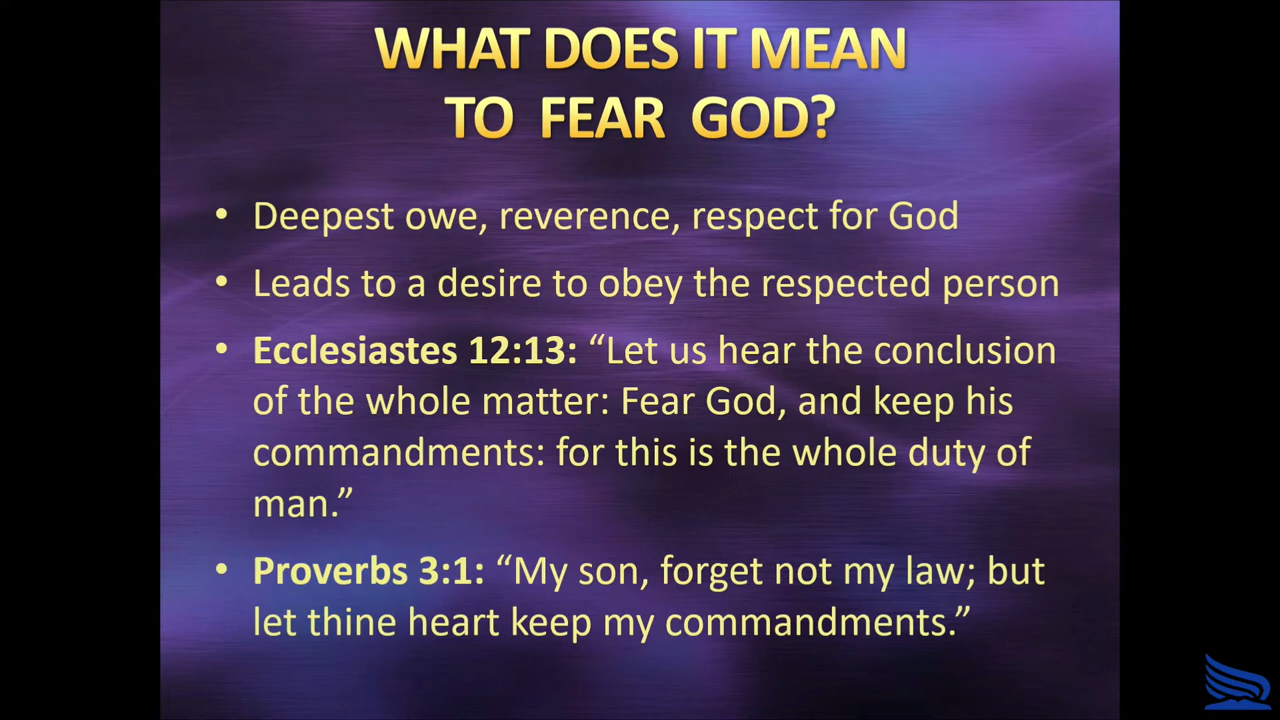 WHAT DOES IT MEAN
TO FEAR GOD?
• Deepest owe, reverence, respect for God
• Leads to a desire to obey the respected person
• Ecclesiastes 12:13: “Let us hear the conclusion
of the whole matter: Fear God, and keep his
commandments: for this is the whole duty of
man.”
• Proverbs 3:1: “My son, forget not my law; but
let thine heart keep my commandments.”